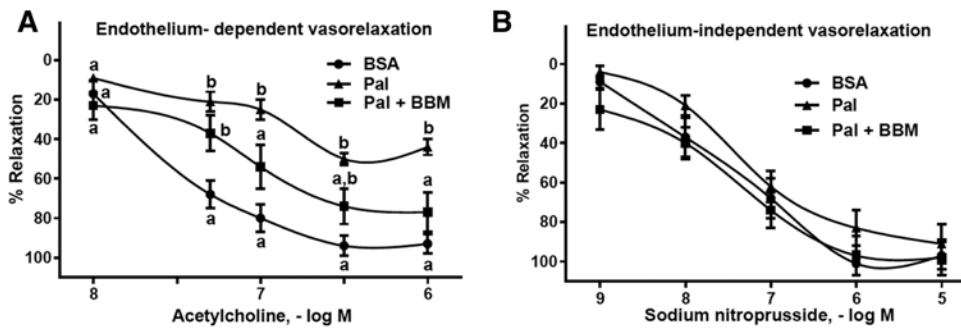 A
Endothelium- dependent vasorelaxation
BSA
Pal
Pal + BBM
0
20
40
60
80
100
% Relaxation
a
a
a
b
b
a
b
a
a
b
a,b
a
b
a
a
8
7
6
Acetylcholine, - log M
B
Endothelium-independent vasorelaxation
BSA
Pal
Pal + BBM
0
20
40
60
80
100
% Relaxation
9
8
7
6
5
Sodium nitroprusside, - log M